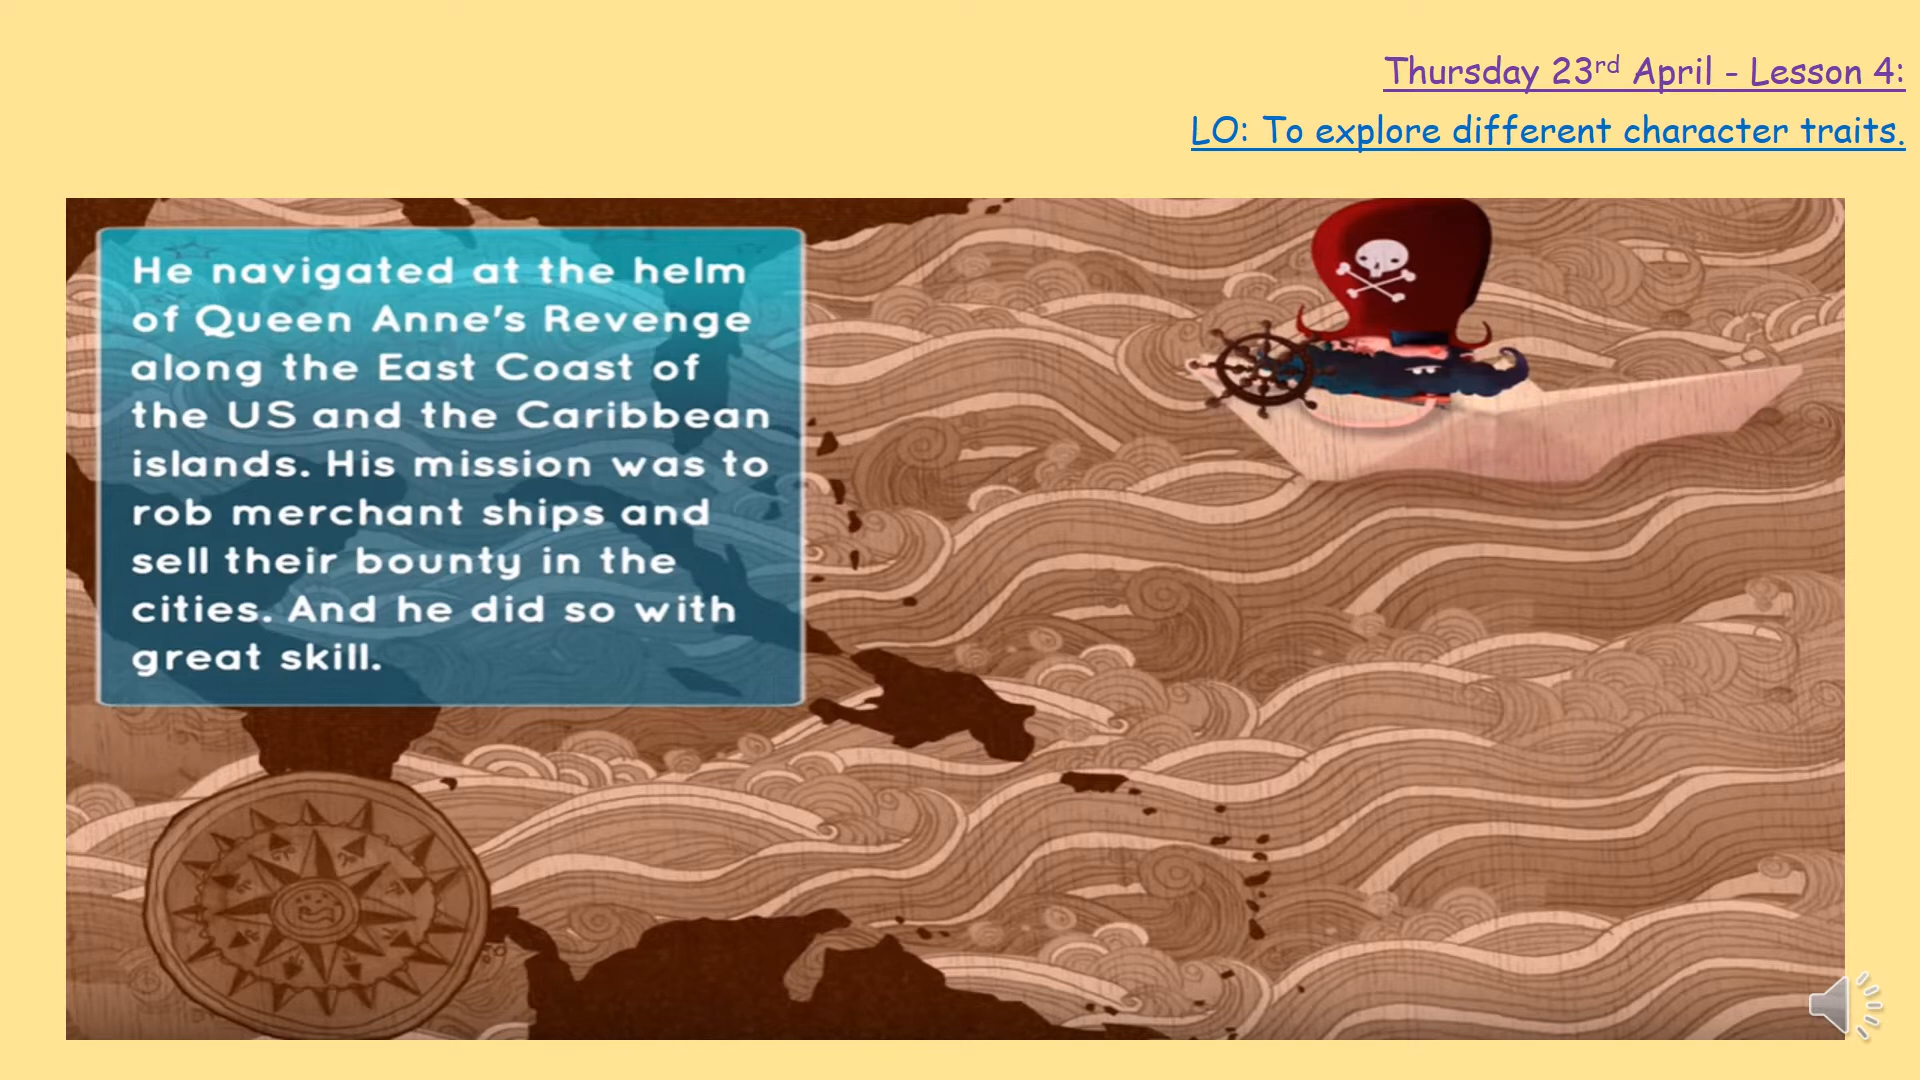 Thursday 23rd April - Lesson 4:
LO: To explore different character traits.
He navigated at the helm
of Queen Anne's Revenge
along the East Coast of
the US and the Caribbean
islands. His mission was to
rob merchant ships and
sell their bounty in the
cities. And he did so with
great skill.